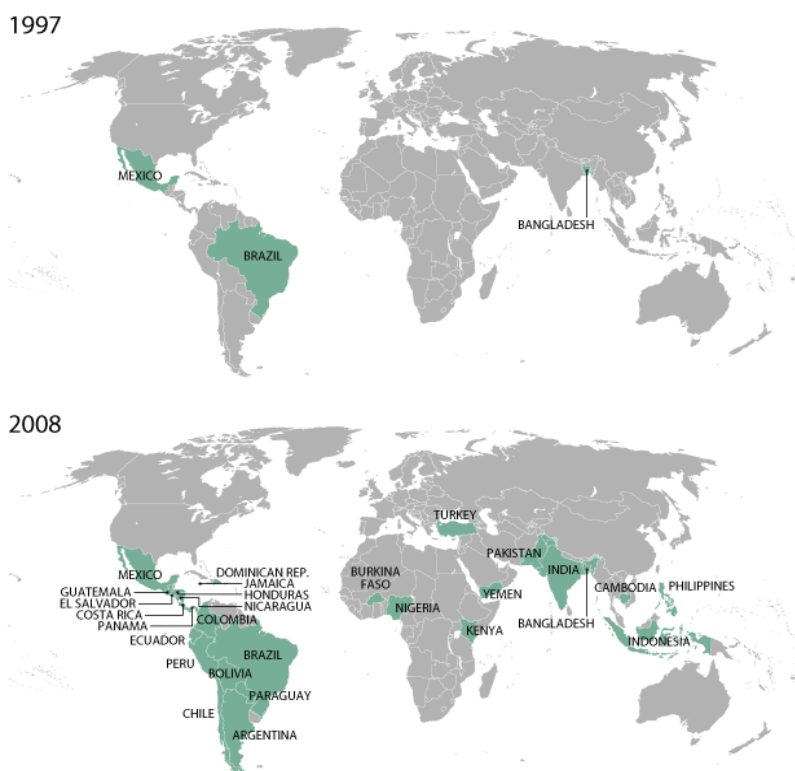 1997
MEXICO
BRAZIL
BANGLADESH
2008
TURKEY
MEXICO
DOMINICAN REP.
JAMAICA
GUATEMALA
HONDURAS
EL SALVADOR
NICARAGUA
COSTA RICA
PANAMA
COLOMBIA
ECUADOR
PERU
BRAZIL
BOLIVIA
PARAGUAY
CHILE
ARGENTINA
BURKINA
FASO
NIGERIA
YEMEN
KENYA
PAKISTAN
INDIA
BANGLADESH
CAMBODIA
PHILIPPINES
INDONESIA